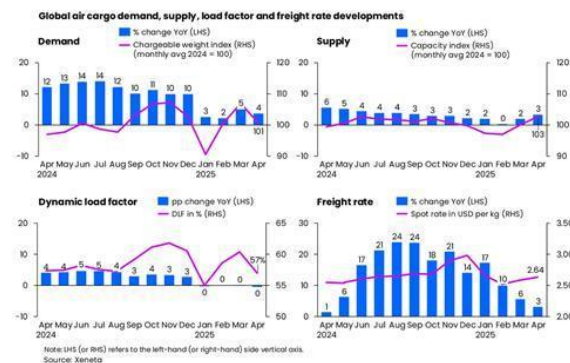 Global air cargo demand, supply, load factor and freight rate developments
Demand
% change YoY (LHS)
Chargeable weight index (RHS)
(monthly avg 2024 = 100)
20
10
0
-10
120
110
100
90
12 13 14 14 12 10 11 10 10 3 2 5 4
101
Apr May Jun Jul Aug Sep Oct Nov Dec Jan Feb Mar Apr
2024 2025
Supply
% change YoY (LHS)
Capacity index (RHS)
(monthly avg 2024 = 100)
20
10
0
-10
120
110
100
90
6 5 4 4 4 3 3 3 2 2 0 2 3
103
Apr May Jun Jul Aug Sep Oct Nov Dec Jan Feb Mar Apr
2024 2025
Dynamic load factor
pp change YoY (LHS)
DLF in % (RHS)
20
10
0
-10
65
60
55
50
4 4 5 5 4 3 4 3 3 0 0 0 0
57%
Apr May Jun Jul Aug Sep Oct Nov Dec Jan Feb Mar Apr
2024 2025
Freight rate
% change YoY (LHS)
Spot rate in USD per kg (RHS)
30
20
10
0
3.50
3.00
2.50
2.00
1 6 17 21 24 24 18 21 14 17 10 6 3
2.64
Apr May Jun Jul Aug Sep Oct Nov Dec Jan Feb Mar Apr
2024 2025
Note: LHS (or RHS) refers to the left-hand (or right-hand) side vertical axis.
Source: Xeneta